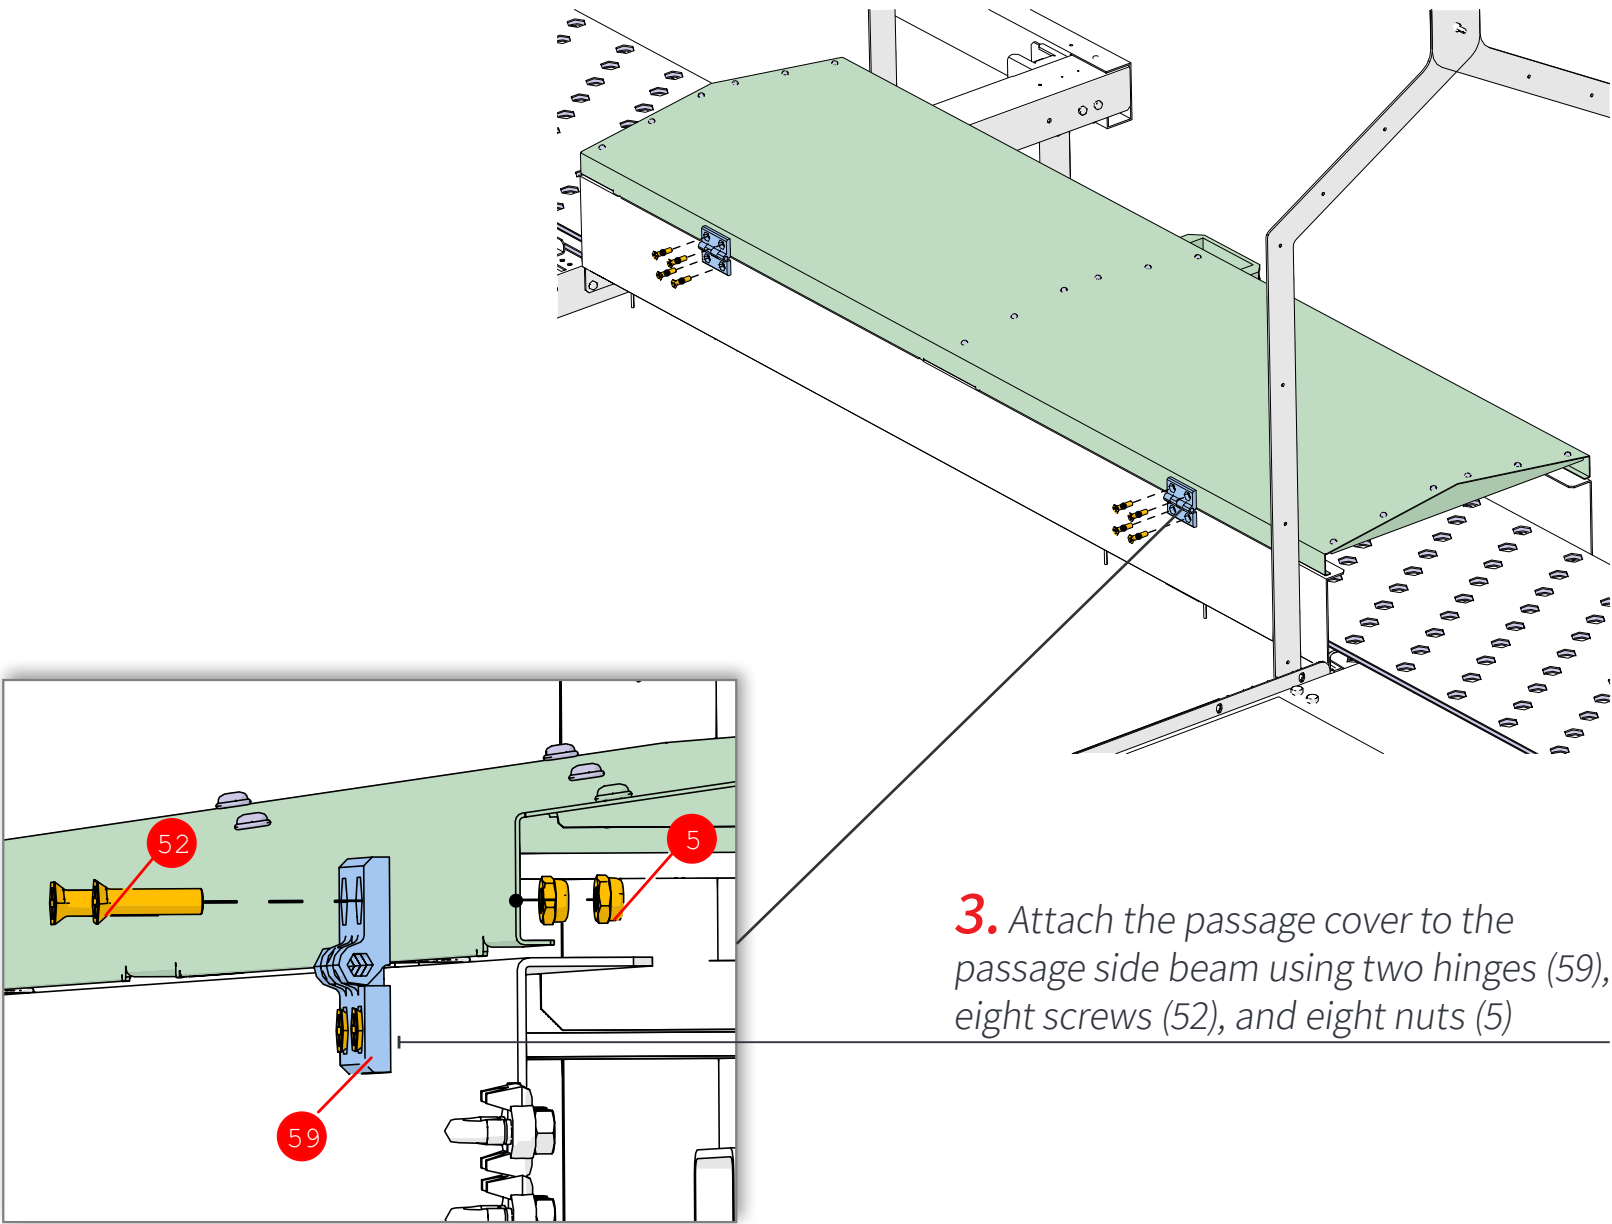 52
5
59
3. Attach the passage cover to the
passage side beam using two hinges (59),
eight screws (52), and eight nuts (5)